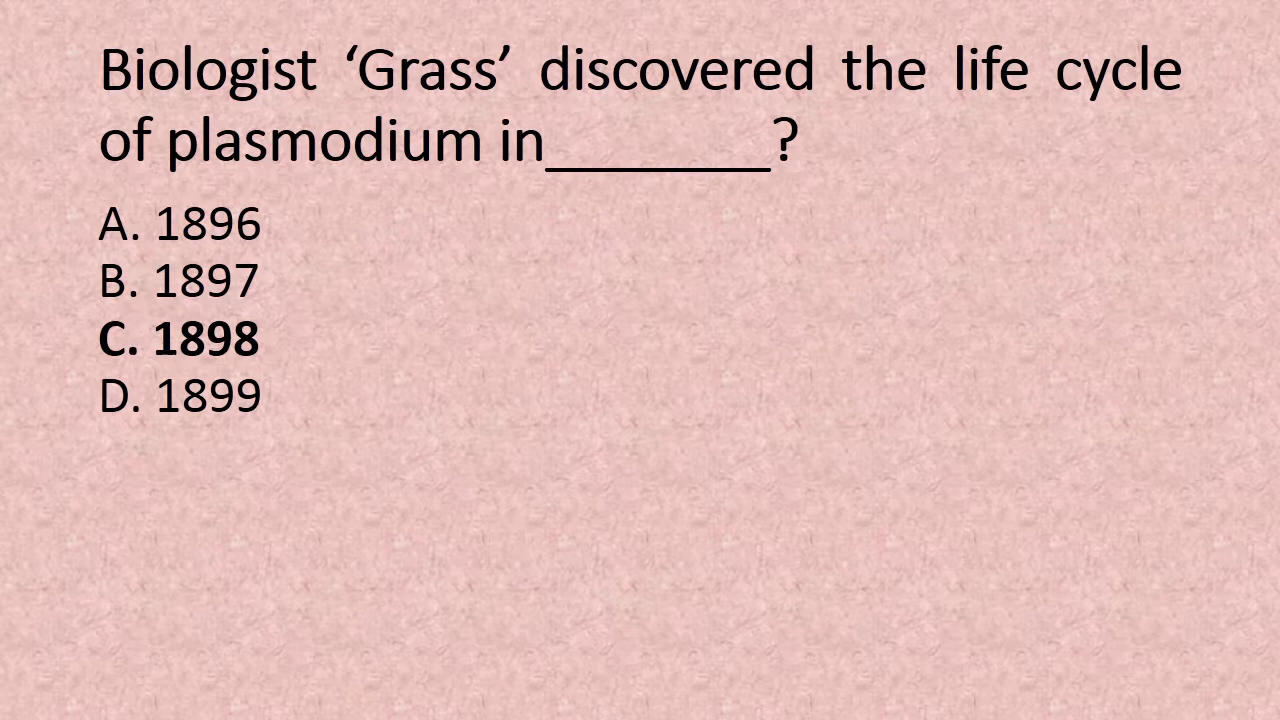 Biologist ‘Grass’ discovered the life cycle
of plasmodium in________?
A. 1896
B. 1897
C. 1898
D. 1899